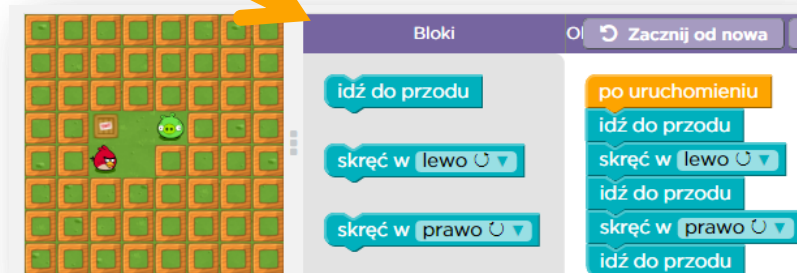 Bloki
Zacznij od nowa
idź do przodu
skręć w lewo
skręć w prawo
po uruchomieniu
idź do przodu
skręć w lewo
idź do przodu
skręć w prawo
idź do przodu